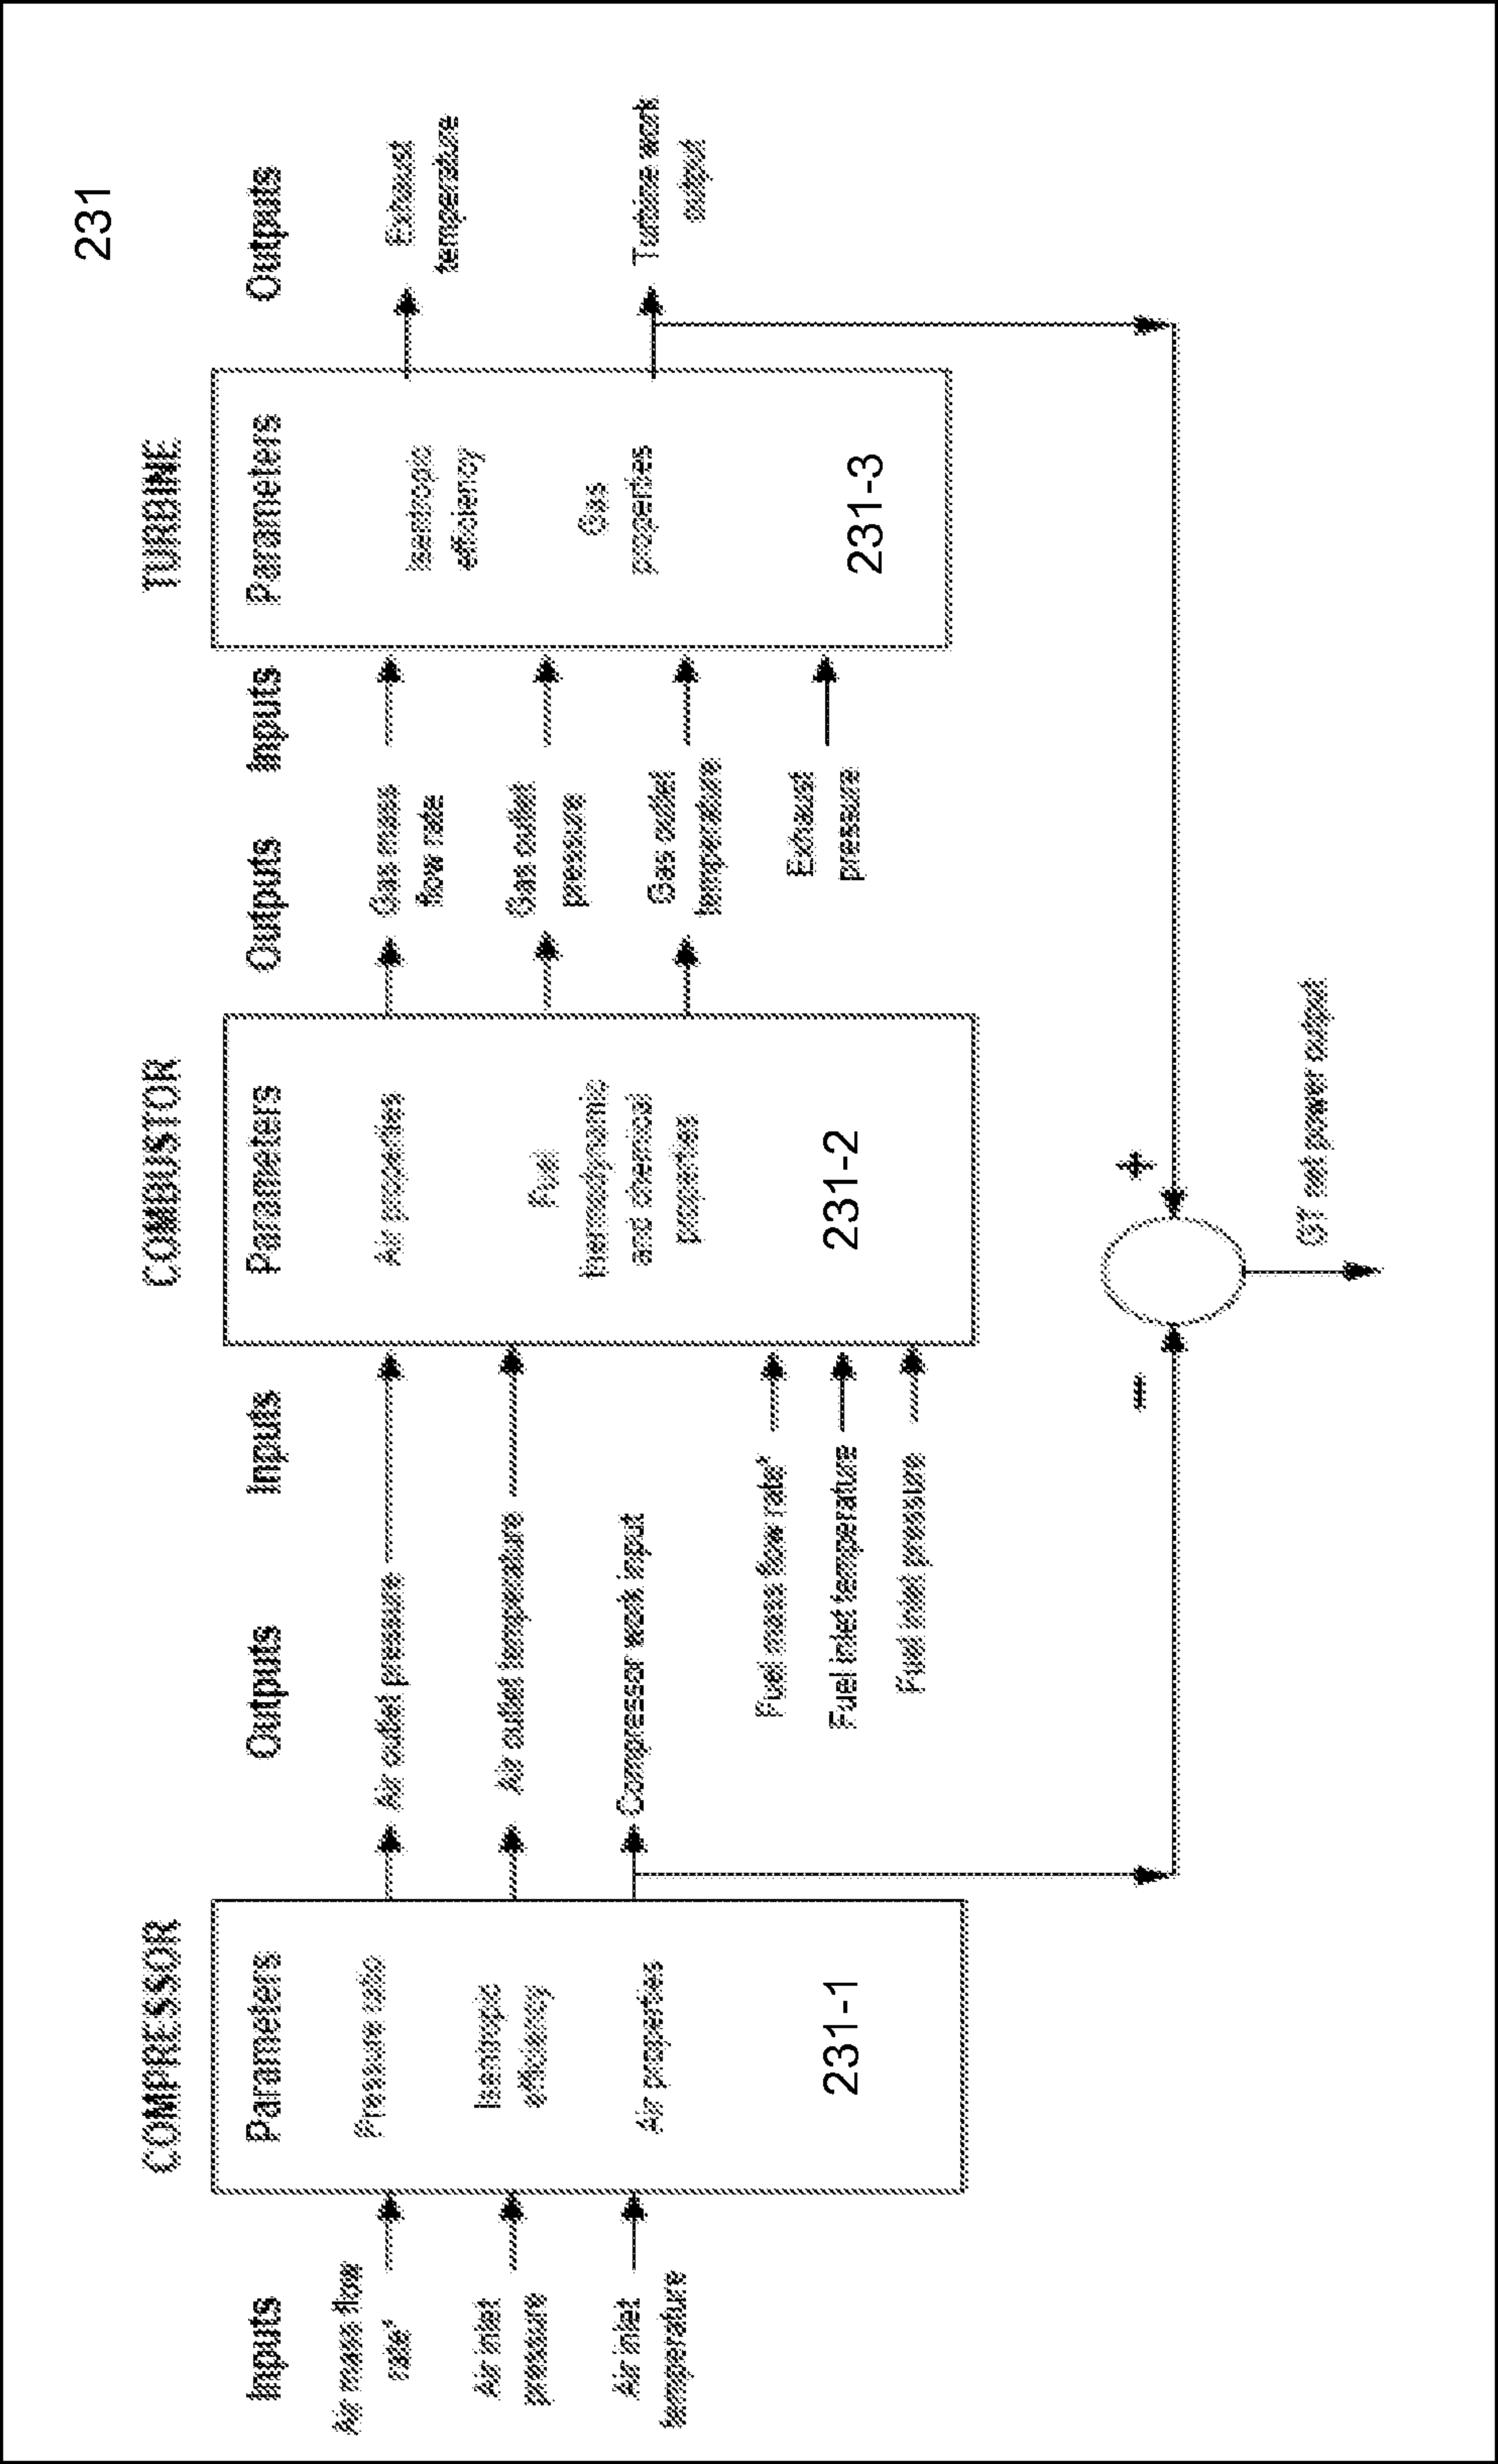 231
COMPRESSOR
COMBUSTOR
TURBINE
Inputs
Parameters
Outputs
Inputs
Parameters
Outputs
Inputs
Parameters
Outputs
Air mass flow
rate*
Air inlet
pressure
Air inlet
temperature
Pressure ratio
Isentropic
efficiency
Air properties
231-1
Air outlet pressure
Air outlet temperature
Compressor work input
Fuel mass flow rate*
Fuel inlet temperature
Fuel inlet pressure
Air properties
Fuel
thermodynamic
and chemical
properties
231-2
Gas mass
flow rate
Gas outlet
pressure
Gas outlet
temperature
Exhaust
pressure
Isentropic
efficiency
Gas
properties
231-3
Exhaust
temperature
Turbine work
output
–
+
GT net power output